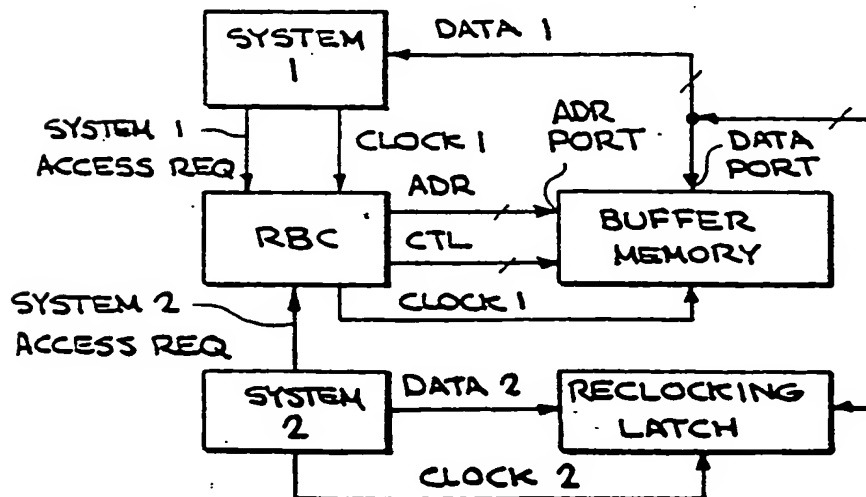 SYSTEM
1
DATA 1
SYSTEM 1
ACCESS REQ
CLOCK 1
ADR
PORT
DATA
PORT
ADR
RBC
CTL
BUFFER
MEMORY
CLOCK 1
SYSTEM 2
ACCESS REQ
SYSTEM
2
DATA 2
RECLOCKING
LATCH
CLOCK 2